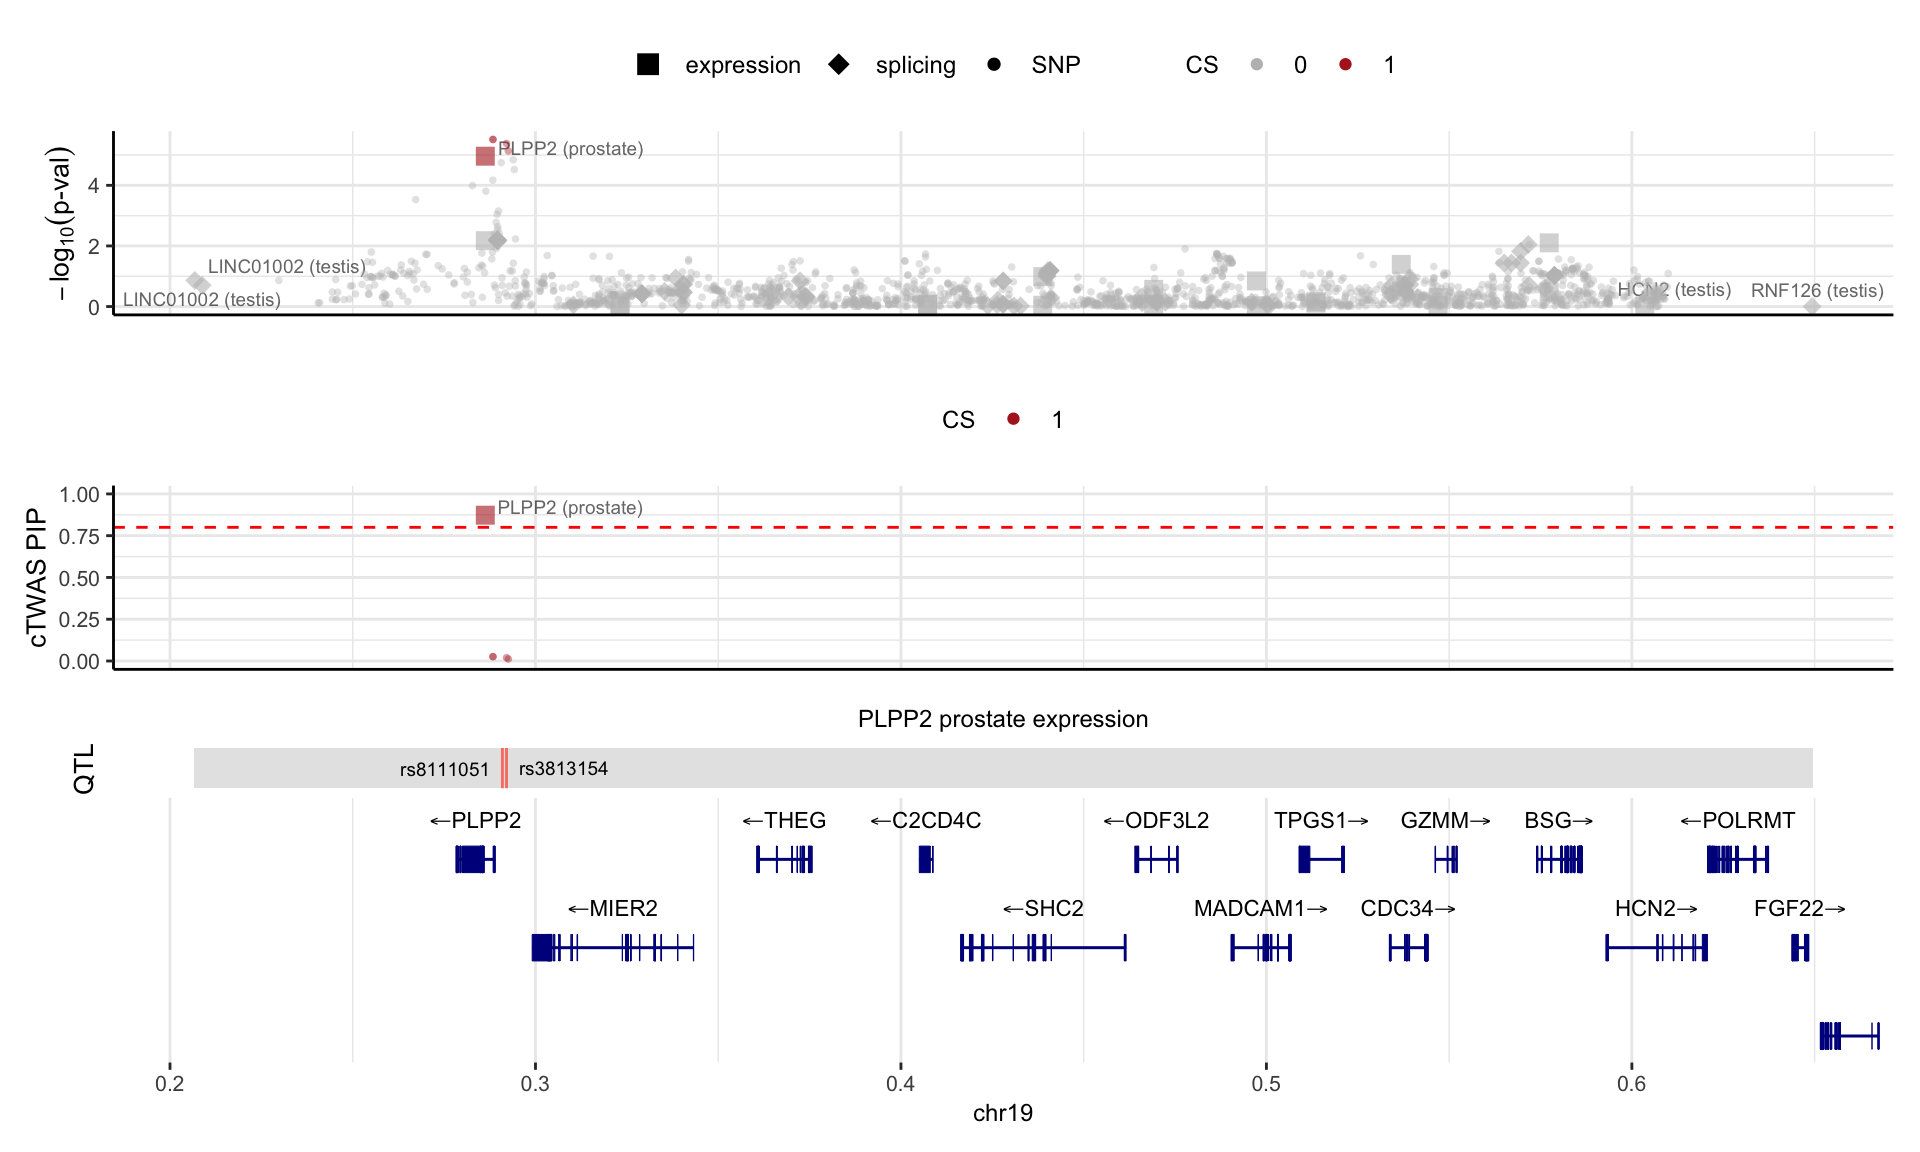 expression splicing SNP CS 0 1
−log10(p-val)
4
2
0
PLPP2 (prostate)
LINC01002 (testis)
LINC01002 (testis)
HCN2 (testis)
RNF126 (testis)
CS 1
cTWAS PIP
1.00
0.75
0.50
0.25
0.00
PLPP2 (prostate)
PLPP2 prostate expression
QTL
rs8111051 rs3813154
←PLPP2 ←THEG ←C2CD4C ←ODF3L2 TPGS1→ GZMM→ BSG→ ←POLRMT
←MIER2 ←SHC2 MADCAM1→ CDC34→ HCN2→ FGF22→
0.2 0.3 0.4 0.5 0.6
chr19